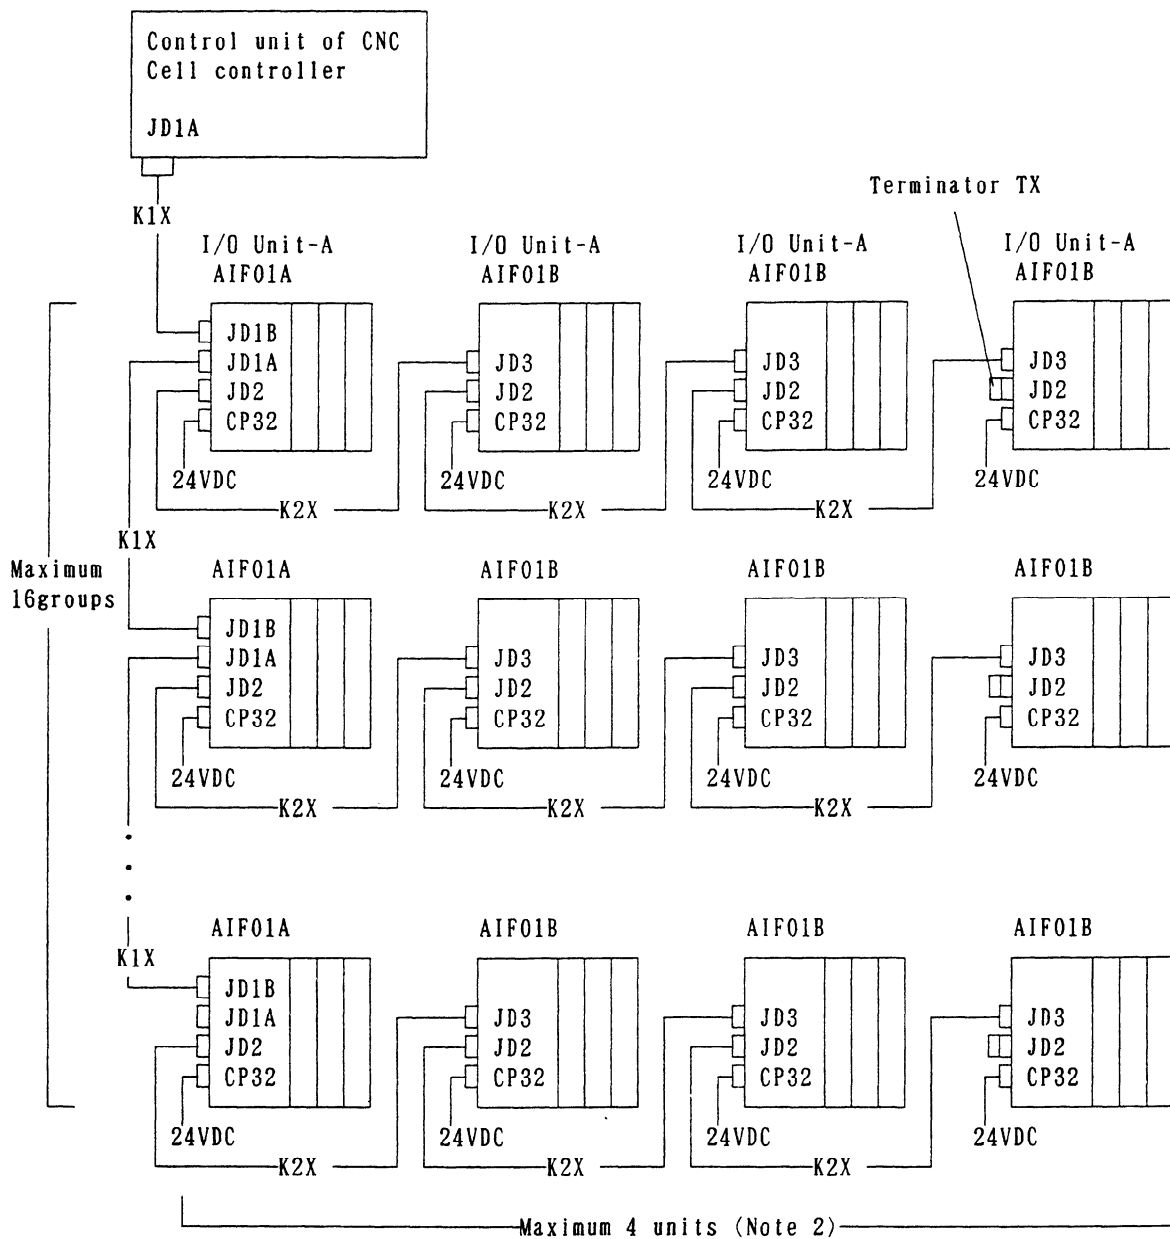 Control unit of CNC
Cell controller
JD1A
Terminator TX
K1X
I/O Unit-A
AIF01A
I/O Unit-A
AIF01B
I/O Unit-A
AIF01B
I/O Unit-A
AIF01B
JD1B
JD1A
JD2
CP32
JD3
JD2
CP32
JD3
JD2
CP32
JD3
JD2
CP32
24VDC
24VDC
24VDC
24VDC
K2X
K2X
K2X
K1X
Maximum
16groups
AIF01A
AIF01B
AIF01B
AIF01B
JD1B
JD1A
JD2
CP32
JD3
JD2
CP32
JD3
JD2
CP32
JD3
JD2
CP32
24VDC
24VDC
24VDC
24VDC
K2X
K2X
K2X
AIF01A
AIF01B
AIF01B
AIF01B
K1X
JD1B
JD1A
JD2
CP32
JD3
JD2
CP32
JD3
JD2
CP32
JD3
JD2
CP32
24VDC
24VDC
24VDC
24VDC
K2X
K2X
K2X
Maximum 4 units (Note 2)